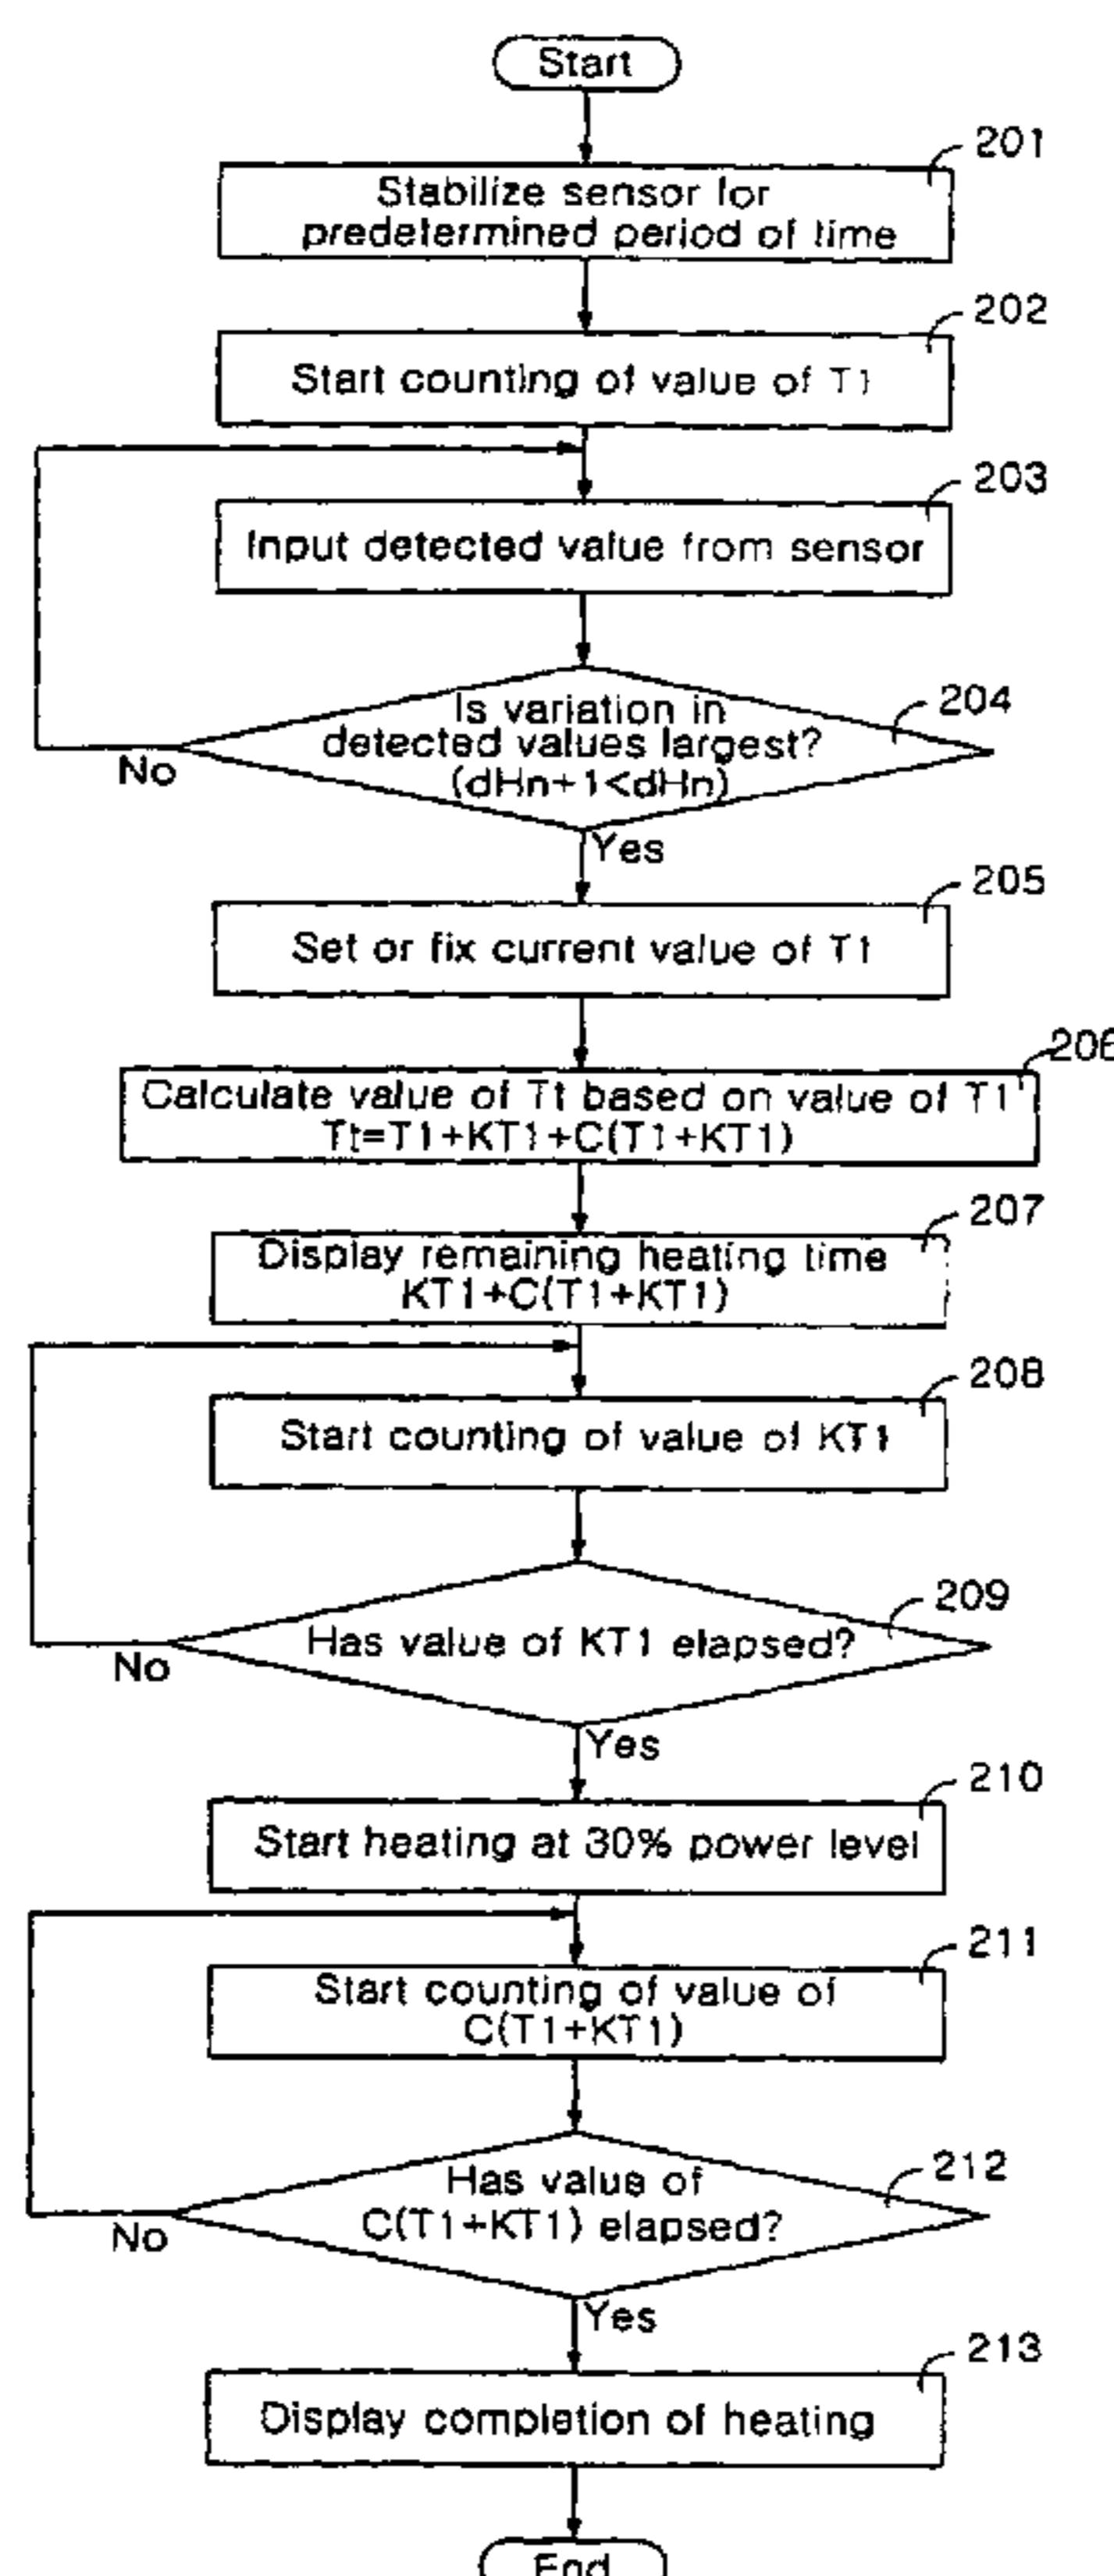 Start
201
Stabilize sensor for
predetermined period of time
202
Start counting of value of T1
203
Input detected value from sensor
204
Is variation in
detected values largest?
(dHn+1<dHn)
No
Yes
205
Set or fix current value of T1
206
Calculate value of Tt based on value of T1
Tt=T1+KT1+C(T1+KT1)
207
Display remaining heating time
KT1+C(T1+KT1)
208
Start counting of value of KT1
209
Has value of KT1 elapsed?
No
Yes
210
Start heating at 30% power level
211
Start counting of value of
C(T1+KT1)
212
Has value of
C(T1+KT1) elapsed?
No
Yes
213
Display completion of heating
End